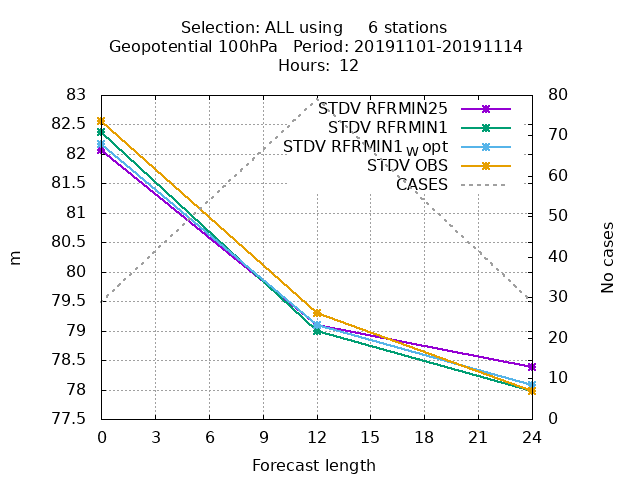 Selection: ALL using     6 stations
Geopotential 100hPa   Period: 20191101-20191114
Hours: 12
83
82.5
82
81.5
81
80.5
80
79.5
79
78.5
78
77.5
m
STDV RFRMIN25
STDV RFRMIN1
STDV RFRMIN1_w opt
STDV OBS
CASES
80
70
60
50
40
30
20
10
0
No cases
0 3 6 9 12 15 18 21 24
Forecast length